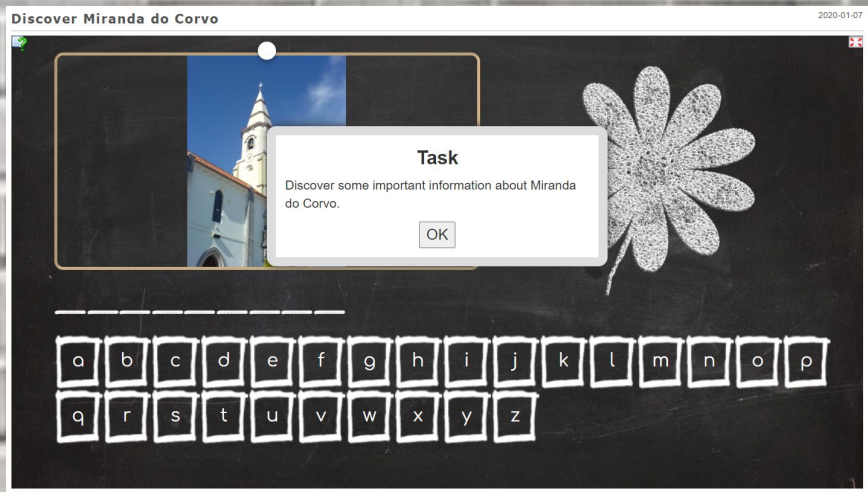 Discover Miranda do Corvo
2020-01-07
Task
Discover some important information about Miranda
do Corvo.
OK
a b c d e f g h i j k l m n o p
q r s t u v w x y z